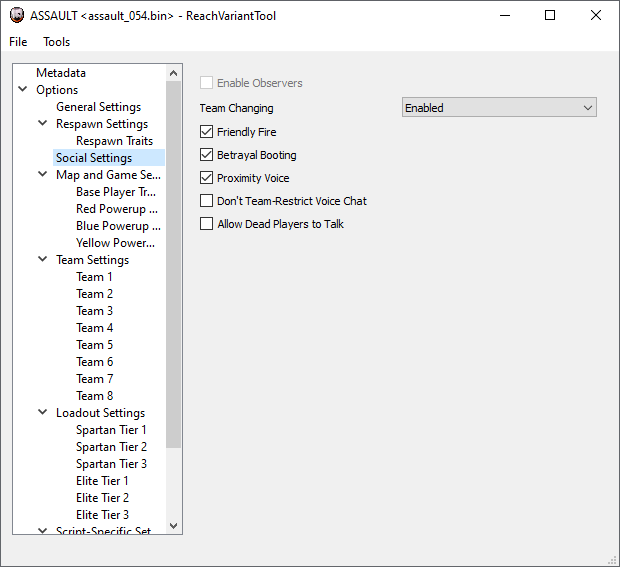 ASSAULT <assault_054.bin> - ReachVariantTool
File Tools
Metadata
Options
General Settings
Respawn Settings
Respawn Traits
Social Settings
Map and Game Se...
Base Player Tr...
Red Powerup ...
Blue Powerup ...
Yellow Power...
Team Settings
Team 1
Team 2
Team 3
Team 4
Team 5
Team 6
Team 7
Team 8
Loadout Settings
Spartan Tier 1
Spartan Tier 2
Spartan Tier 3
Elite Tier 1
Elite Tier 2
Elite Tier 3
Script-Specific Set
Enable Observers
Team Changing Enabled
Friendly Fire
Betrayal Booting
Proximity Voice
Don't Team-Restrict Voice Chat
Allow Dead Players to Talk